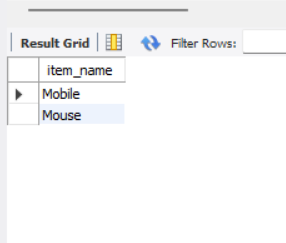 Result Grid Filter Rows:
item_name
Mobile
Mouse